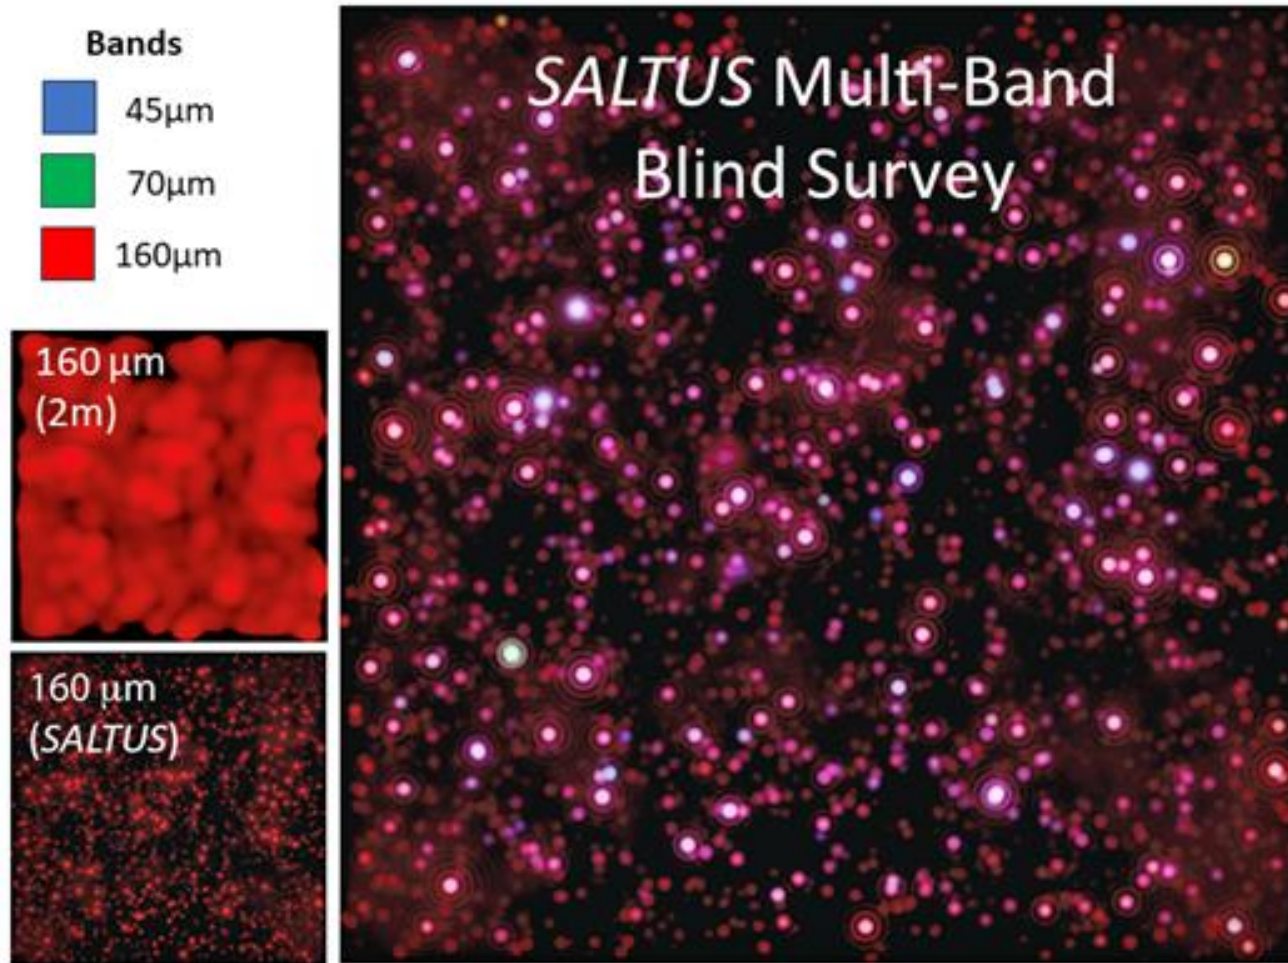 Bands
45μm
70μm
160μm
160 μm
(2m)
160 μm
(SALTUS)
SALTUS Multi-Band
Blind Survey